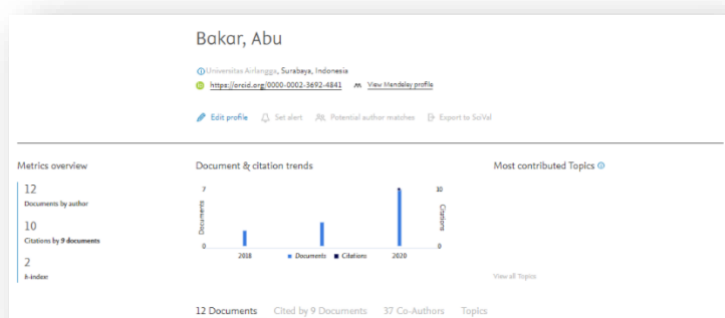 Bakar, Abu
Universitas Airlangga, Surabaya, Indonesia
https://orsid.org/0000-0002-3692-4841 View Mendeley profile
Edit profile Set alert Potential author matches Export to SciVal
Metrics overview
12
Documents by author
10
Citations by 9 documents
2
h-index
Document & citation trends
7
0
Documents
10
0
Citations
2018
2020
Documents Citations
Most contributed Topics
View all Topics
12 Documents Cited by 9 Documents 37 Co-Authors Topics